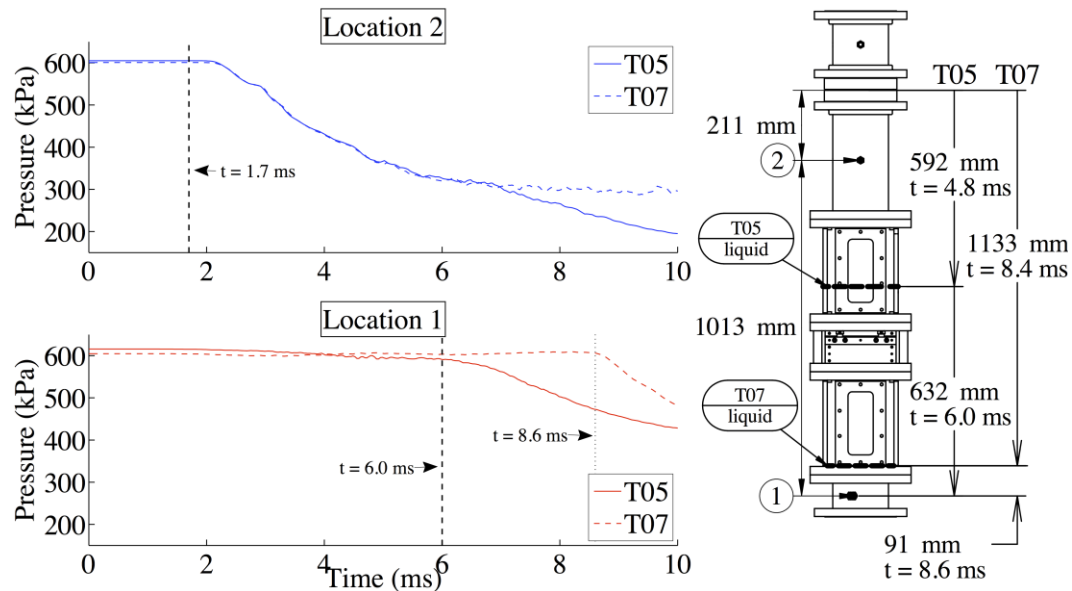 Location 2
600
500
400
300
200
Pressure (kPa)
T05
T07
t = 1.7 ms
0 2 4 6 8 10
Location 1
600
500
400
300
200
Pressure (kPa)
t = 8.6 ms
t = 6.0 ms
T05
T07
0 2 4 6 8 10
Time (ms)
T05 T07
211 mm
2
592 mm
t = 4.8 ms
T05
liquid
1133 mm
t = 8.4 ms
1013 mm
T07
liquid
632 mm
t = 6.0 ms
1
91 mm
t = 8.6 ms